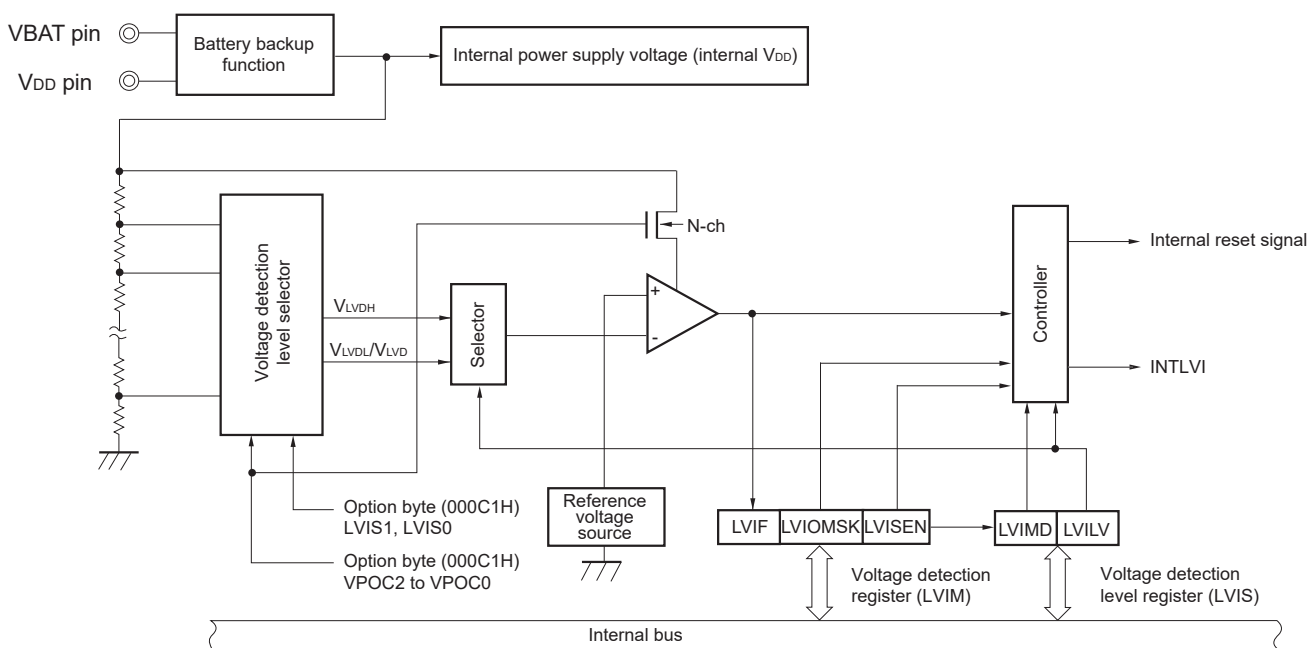 VBAT pin
VDD pin
Battery backup
function
Internal power supply voltage (internal VDD)
N-ch
Voltage detection
level selector
VLVDH
VLVDL/VLVD
Selector
+
-
Controller
Internal reset signal
INTLVI
Option byte (000C1H)
LVIS1, LVIS0
Option byte (000C1H)
VPOC2 to VPOC0
Reference
voltage
source
LVIF
LVIOMSK
LVISEN
LVIMD
LVILV
Voltage detection
register (LVIM)
Voltage detection
level register (LVIS)
Internal bus